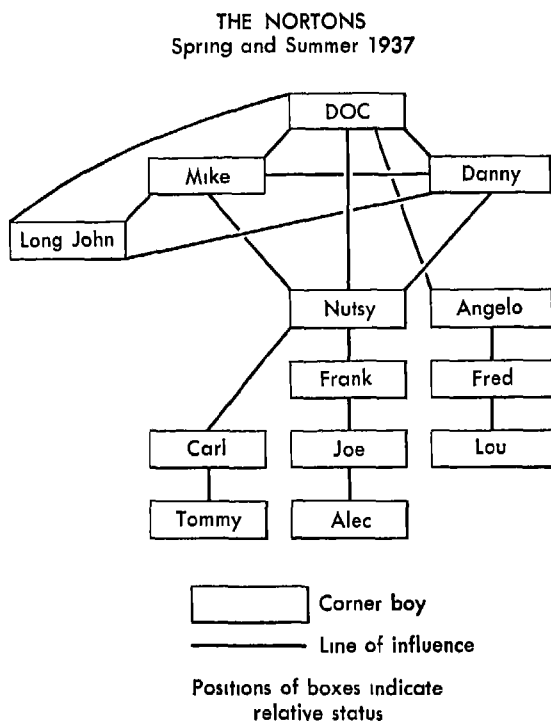 THE NORTONS
Spring and Summer 1937
DOC
Mike
Danny
Long John
Nutsy
Angelo
Frank
Fred
Carl
Joe
Lou
Tommy
Alec
Corner boy
Line of influence
Positions of boxes indicate
relative status